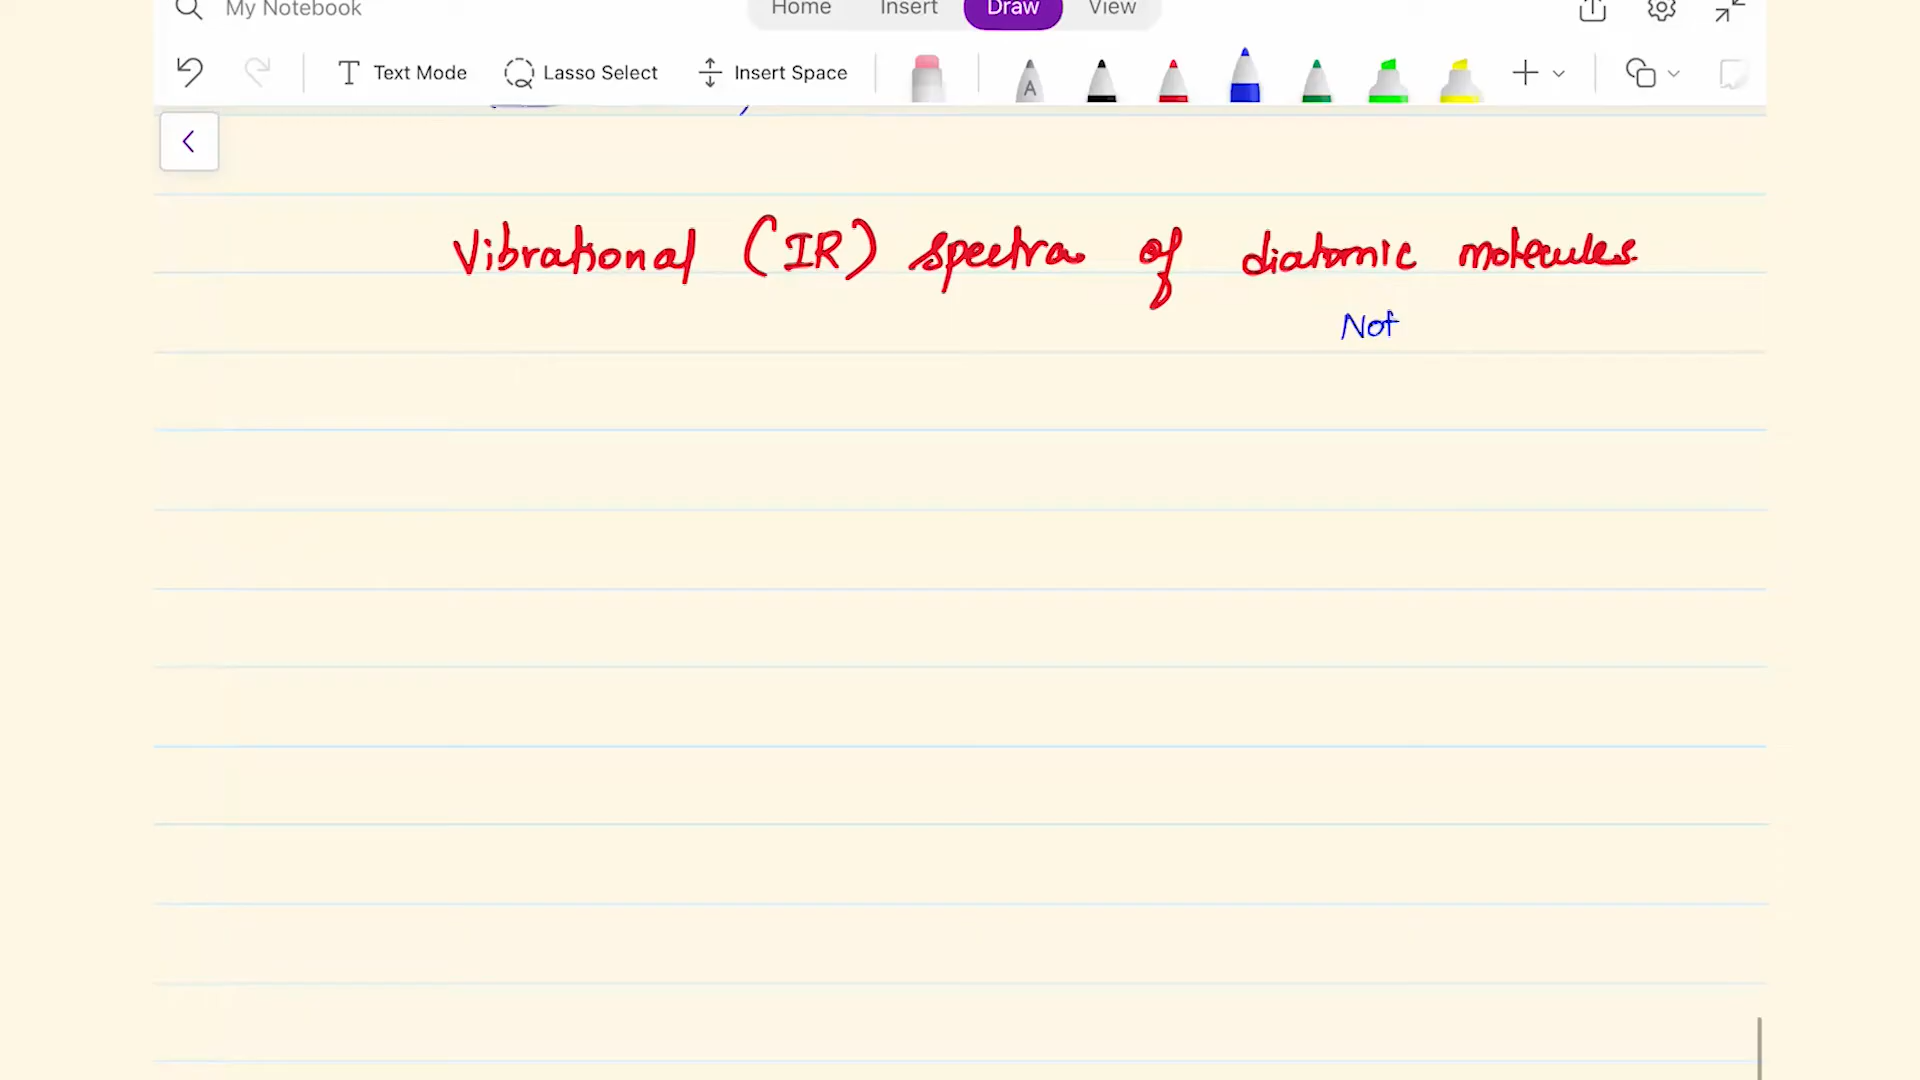 My Notebook
Home Insert Draw View
Text Mode Lasso Select Insert Space
A
Vibrational (IR) spectra of diatomic molecules.
Not